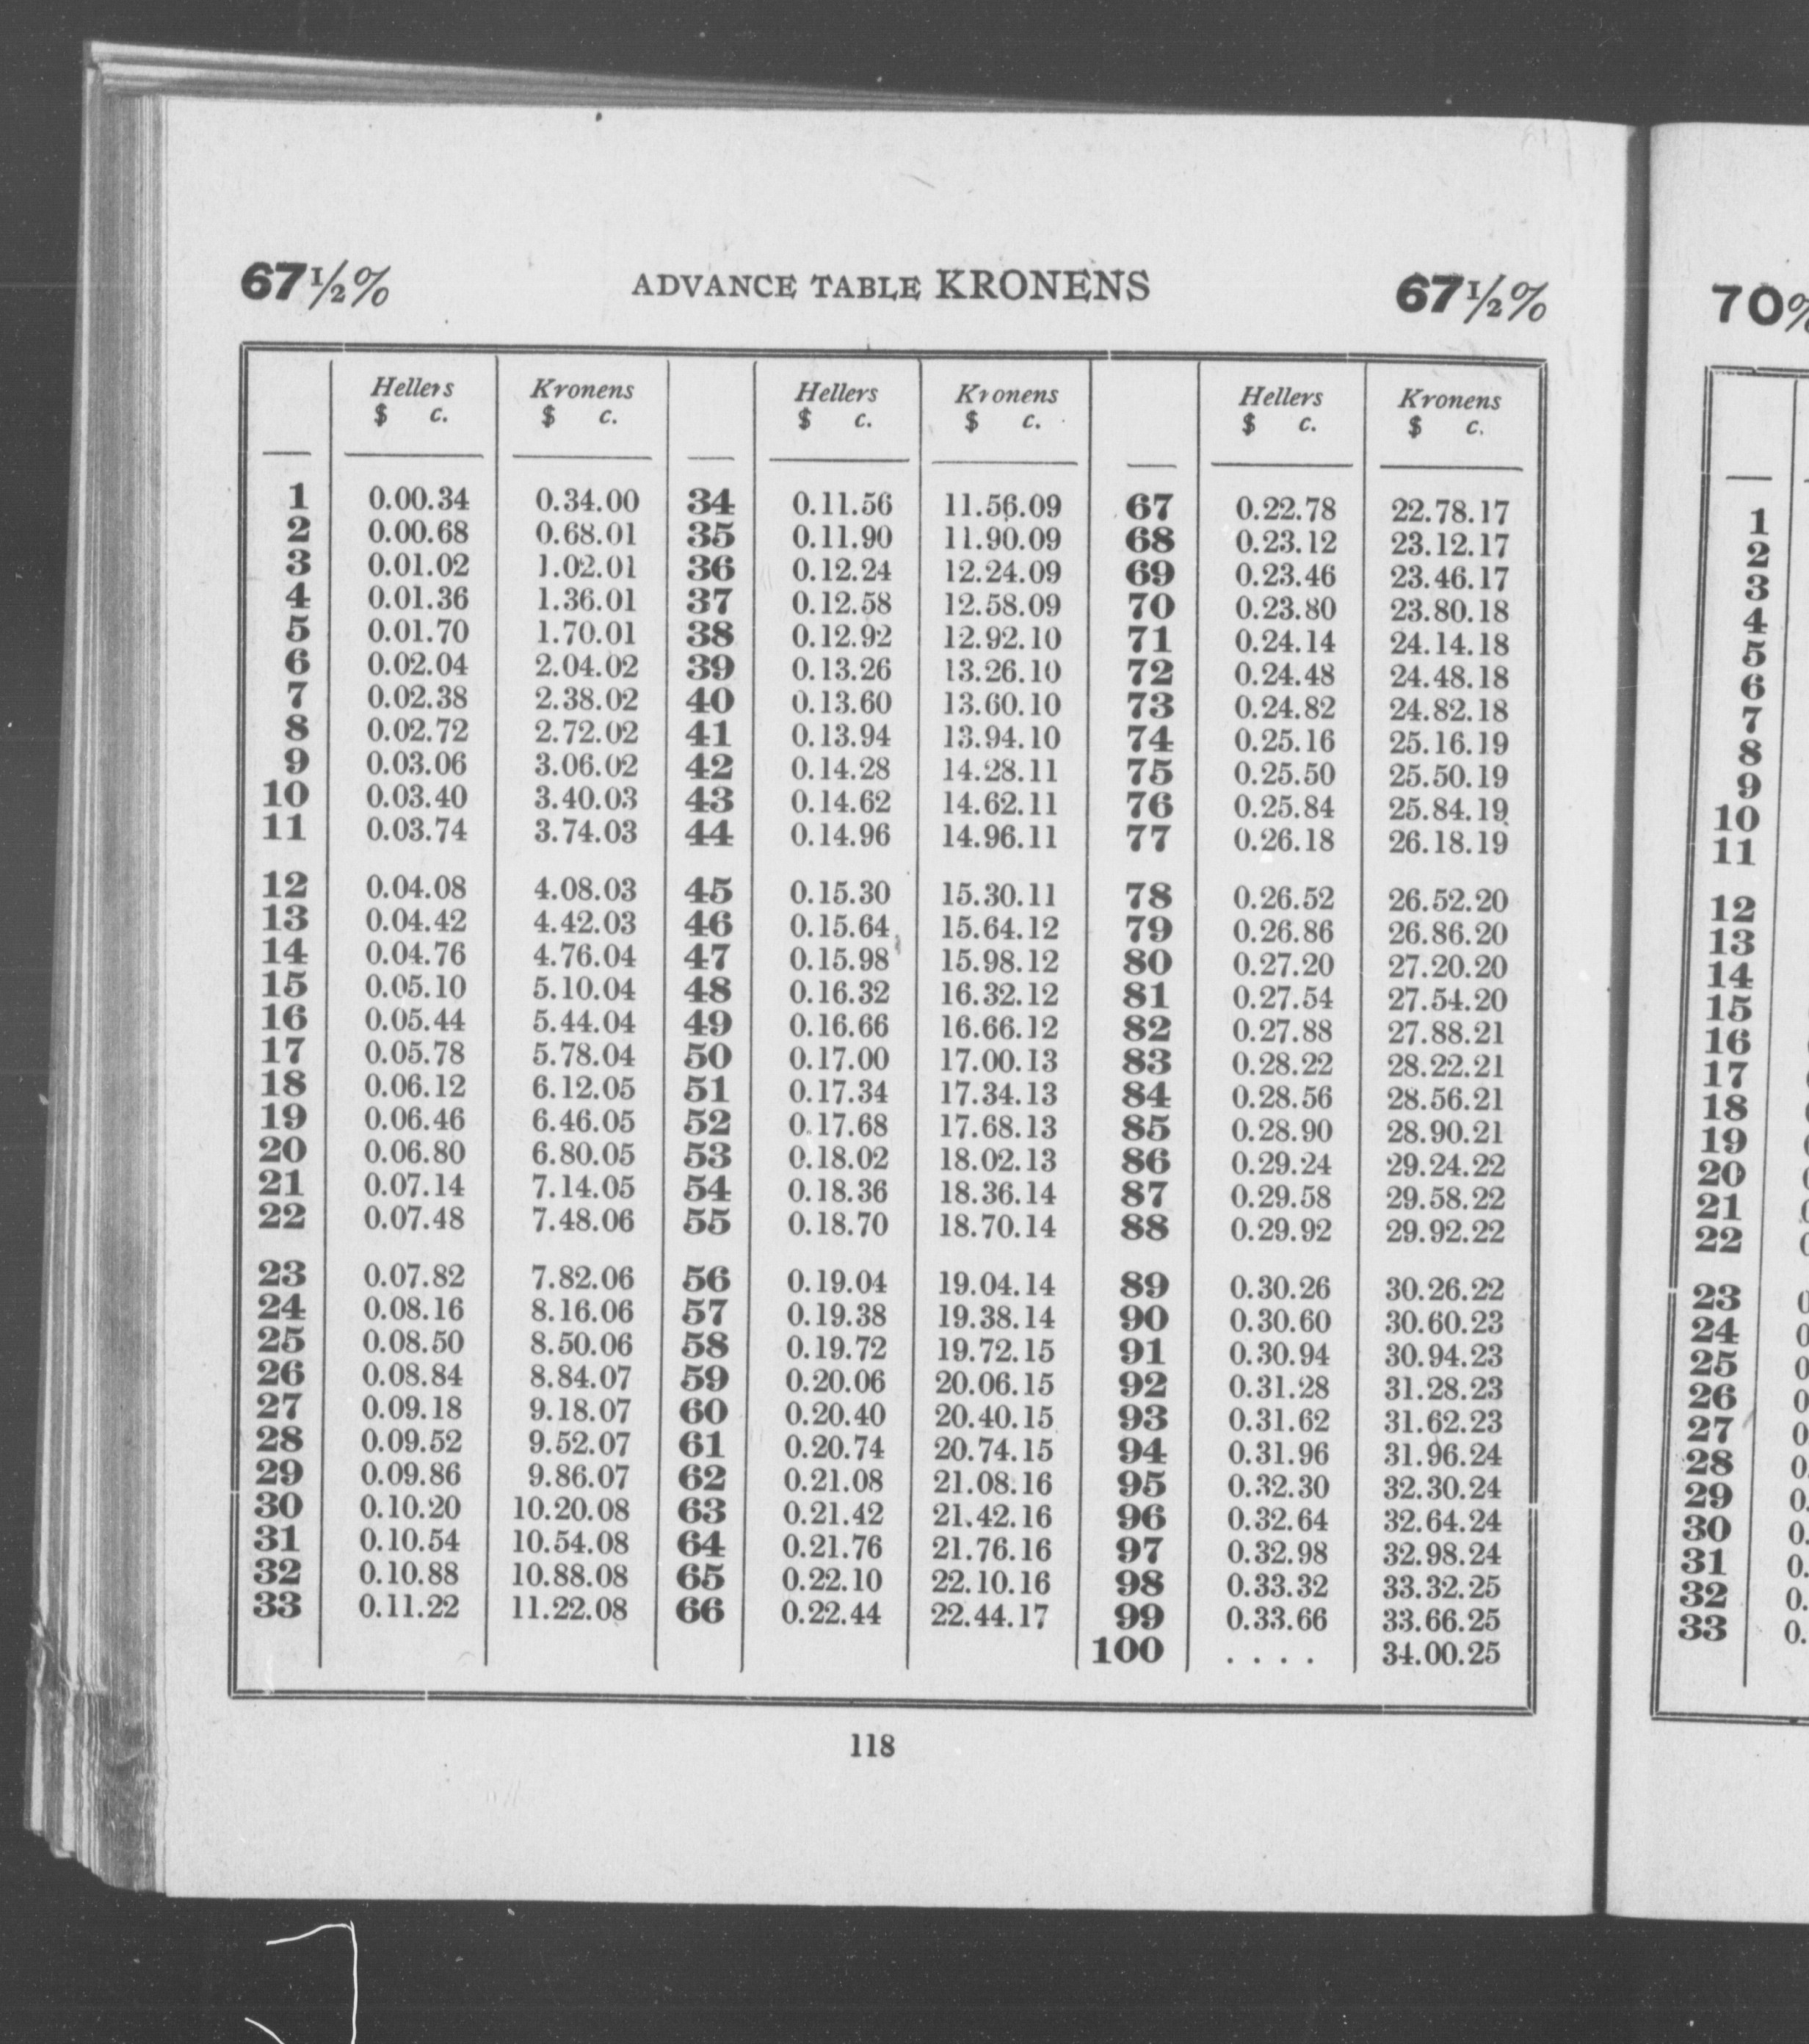 67½% ADVANCE TABLE KRONENS 67½%
Hellers Kronens Hellers Kronens Hellers Kronens
$ c. $ c. $ c. $ c. $ c. $ c.
1 0.00.34 0.34.00 34 0.11.56 11.56.09 67 0.22.78 22.78.17
2 0.00.68 0.68.01 35 0.11.90 11.90.09 68 0.23.12 23.12.17
3 0.01.02 1.02.01 36 0.12.24 12.24.09 69 0.23.46 23.46.17
4 0.01.36 1.36.01 37 0.12.58 12.58.09 70 0.23.80 23.80.18
5 0.01.70 1.70.01 38 0.12.92 12.92.10 71 0.24.14 24.14.18
6 0.02.04 2.04.02 39 0.13.26 13.26.10 72 0.24.48 24.48.18
7 0.02.38 2.38.02 40 0.13.60 13.60.10 73 0.24.82 24.82.18
8 0.02.72 2.72.02 41 0.13.94 13.94.10 74 0.25.16 25.16.19
9 0.03.06 3.06.02 42 0.14.28 14.28.11 75 0.25.50 25.50.19
10 0.03.40 3.40.03 43 0.14.62 14.62.11 76 0.25.84 25.84.19
11 0.03.74 3.74.03 44 0.14.96 14.96.11 77 0.26.18 26.18.19
12 0.04.08 4.08.03 45 0.15.30 15.30.11 78 0.26.52 26.52.20
13 0.04.42 4.42.03 46 0.15.64 15.64.12 79 0.26.86 26.86.20
14 0.04.76 4.76.04 47 0.15.98 15.98.12 80 0.27.20 27.20.20
15 0.05.10 5.10.04 48 0.16.32 16.32.12 81 0.27.54 27.54.20
16 0.05.44 5.44.04 49 0.16.66 16.66.12 82 0.27.88 27.88.21
17 0.05.78 5.78.04 50 0.17.00 17.00.13 83 0.28.22 28.22.21
18 0.06.12 6.12.05 51 0.17.34 17.34.13 84 0.28.56 28.56.21
19 0.06.46 6.46.05 52 0.17.68 17.68.13 85 0.28.90 28.90.21
20 0.06.80 6.80.05 53 0.18.02 18.02.13 86 0.29.24 29.24.22
21 0.07.14 7.14.05 54 0.18.36 18.36.14 87 0.29.58 29.58.22
22 0.07.48 7.48.06 55 0.18.70 18.70.14 88 0.29.92 29.92.22
23 0.07.82 7.82.06 56 0.19.04 19.04.14 89 0.30.26 30.26.22
24 0.08.16 8.16.06 57 0.19.38 19.38.14 90 0.30.60 30.60.23
25 0.08.50 8.50.06 58 0.19.72 19.72.15 91 0.30.94 30.94.23
26 0.08.84 8.84.07 59 0.20.06 20.06.15 92 0.31.28 31.28.23
27 0.09.18 9.18.07 60 0.20.40 20.40.15 93 0.31.62 31.62.23
28 0.09.52 9.52.07 61 0.20.74 20.74.15 94 0.31.96 31.96.24
29 0.09.86 9.86.07 62 0.21.08 21.08.16 95 0.32.30 32.30.24
30 0.10.20 10.20.08 63 0.21.42 21.42.16 96 0.32.64 32.64.24
31 0.10.54 10.54.08 64 0.21.76 21.76.16 97 0.32.98 32.98.24
32 0.10.88 10.88.08 65 0.22.10 22.10.16 98 0.33.32 33.32.25
33 0.11.22 11.22.08 66 0.22.44 22.44.17 99 0.33.66 33.66.25
100 . . . . 34.00.25
118
70%
1
2
3
4
5
6
7
8
9
10
11
12
13
14
15
16
17
18
19
20
21
22
23
24
25
26
27
28
29
30
31
32
33